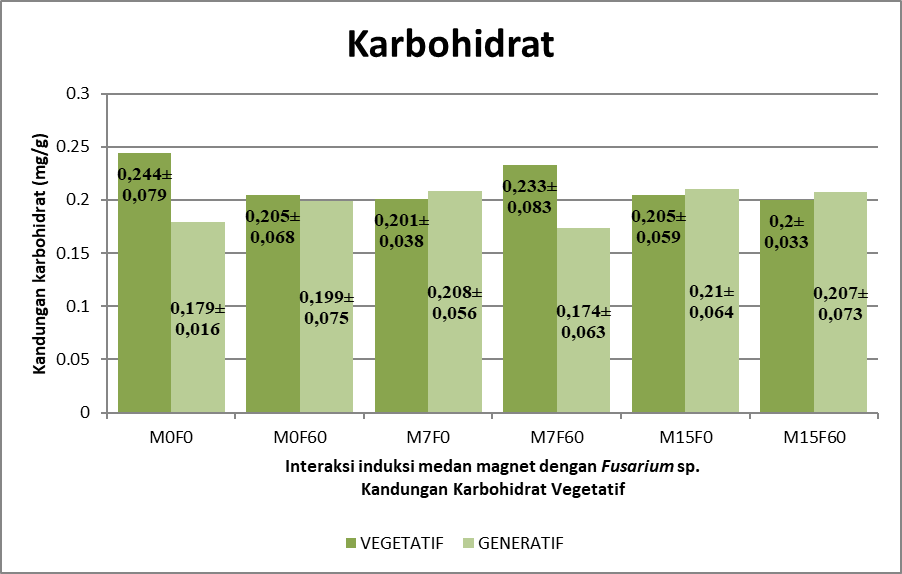 Karbohidrat
Kandungan karbohidrat (mg/g)
0.3
0.25
0.2
0.15
0.1
0.05
0
0,244±
0,079
0,179±
0,016
0,205±
0,068
0,199±
0,075
0,201±
0,038
0,208±
0,056
0,233±
0,083
0,174±
0,063
0,205±
0,059
0,21±
0,064
0,2±
0,033
0,207±
0,073
M0F0
M0F60
M7F0
M7F60
M15F0
M15F60
Interaksi induksi medan magnet dengan Fusarium sp.
Kandungan Karbohidrat Vegetatif
VEGETATIF
GENERATIF